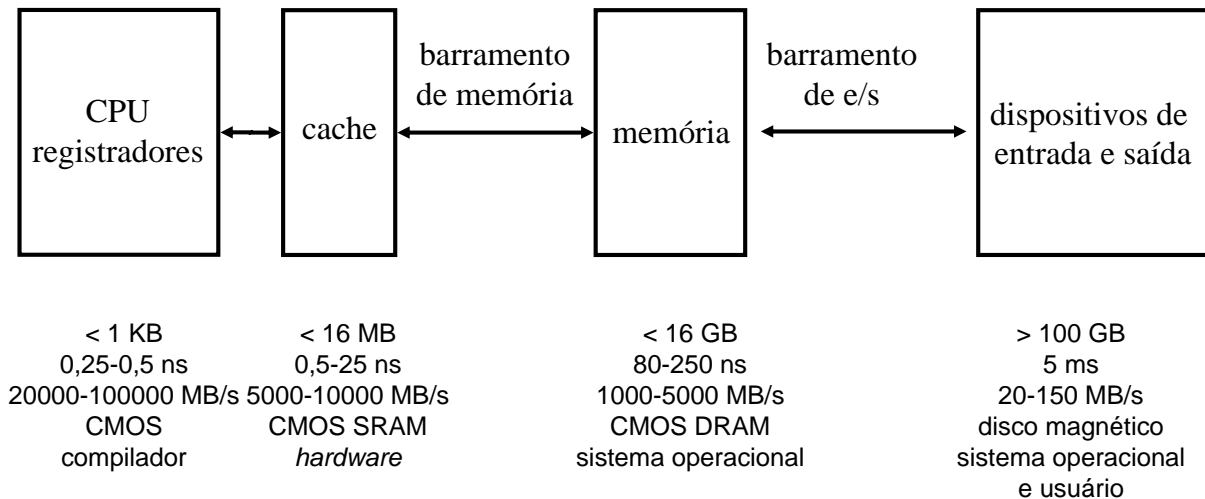 CPU
registradores
cache
barramento
de memória
memória
barramento
de e/s
dispositivos de
entrada e saída
< 1 KB
0,25-0,5 ns
20000-100000 MB/s
CMOS
compilador
< 16 MB
0,5-25 ns
5000-10000 MB/s
CMOS SRAM
hardware
< 16 GB
80-250 ns
1000-5000 MB/s
CMOS DRAM
sistema operacional
> 100 GB
5 ms
20-150 MB/s
disco magnético
sistema operacional
e usuário